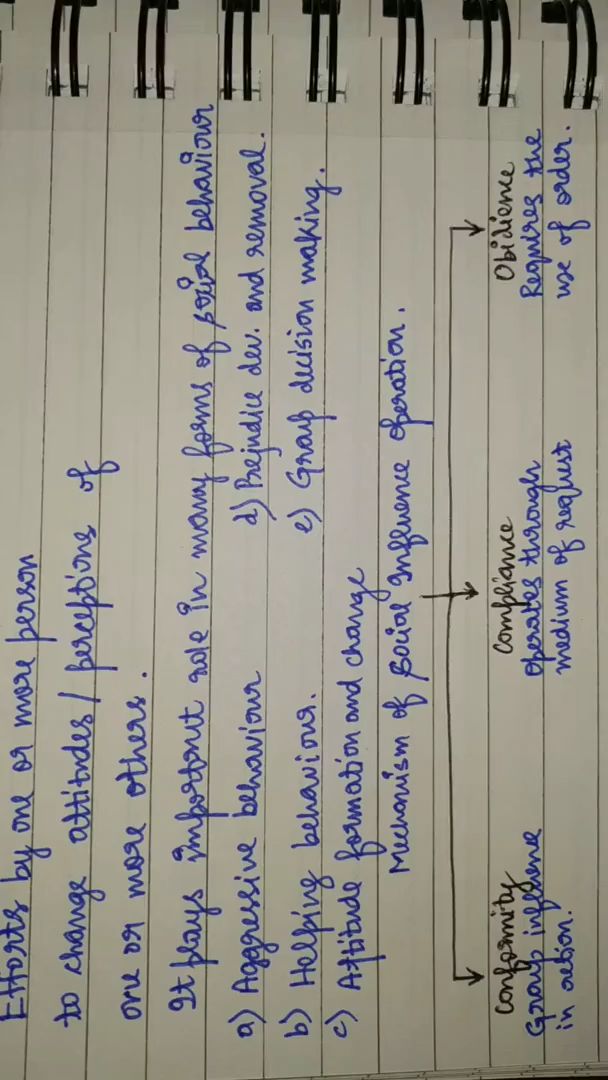 Efforts by one or more person
to change attitudes / perceptions of
one or more others.
It plays important role in many forms of social behaviour
a) Aggressive behaviour d) Prejudice dev. and removal.
b) Helping behaviour. e) Group decision making.
c) Attitude formation and change
Mechanism of Social Influence operation.
Conformity Compliance Obidience
Group influence operates through Requires the
in action. medium of request use of order.